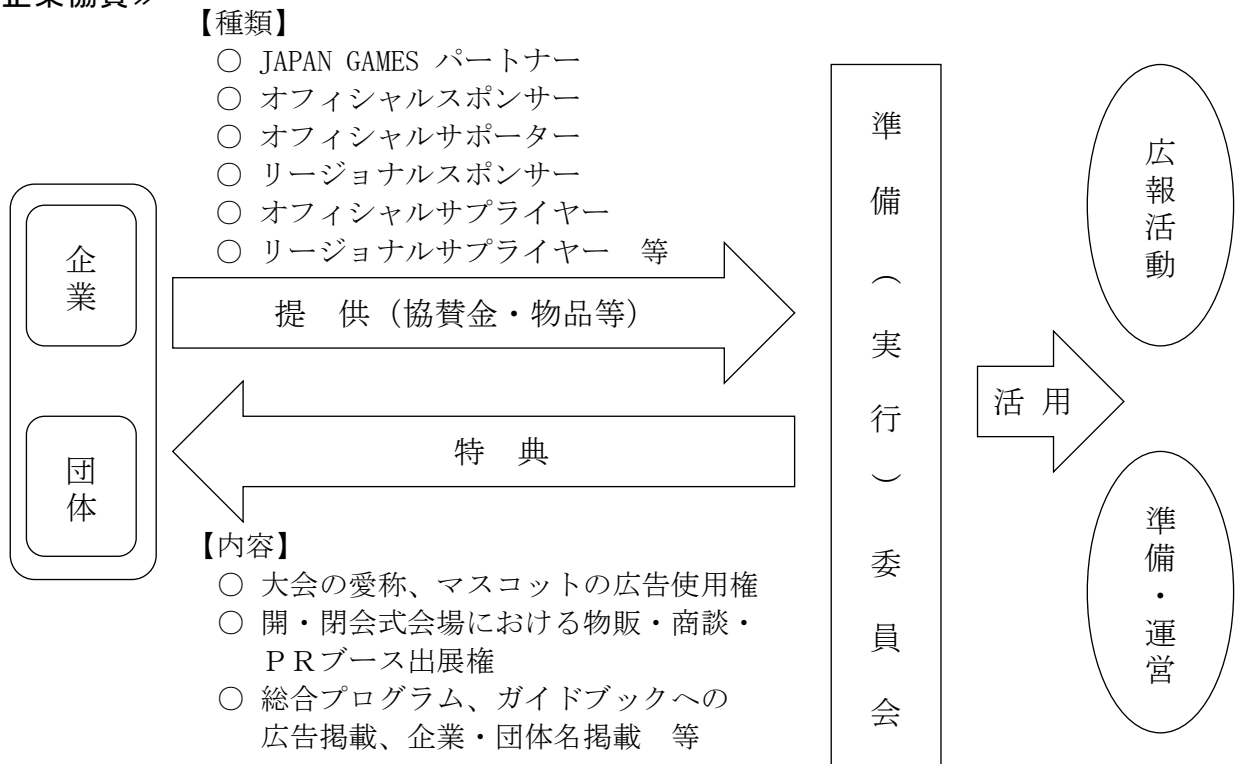 企業協賛≫
【種類】
○ JAPAN GAMES パートナー
○ オフィシャルスポンサー
○ オフィシャルサポーター
○ リージョナルスポンサー
○ オフィシャルサプライヤー
○ リージョナルサプライヤー　等
企業
団体
提　供（協賛金・物品等）
特　典
【内容】
○ 大会の愛称、マスコットの広告使用権
○ 開・閉会式会場における物販・商談・
ＰＲブース出展権
○ 総合プログラム、ガイドブックへの
広告掲載、企業・団体名掲載　等
準備（実行）委員会
活 用
広報活動
準備・運営